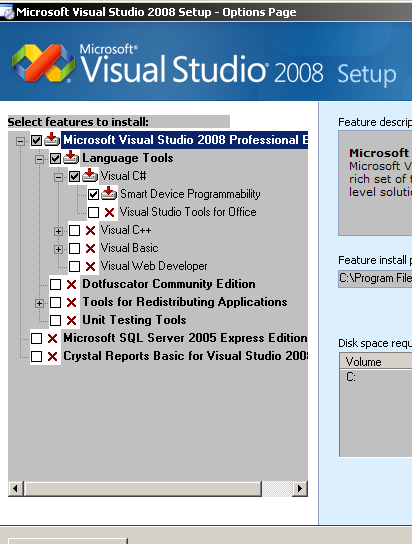 Visual Studio 2008 Setup - Options Page
Microsoft®
Visual Studio® 2008 Setup
Select features to install:
Microsoft Visual Studio 2008 Professional E
Language Tools
Visual C#
Smart Device Programmability
Visual Studio Tools for Office
Visual C++
Visual Basic
Visual Web Developer
Dotfuscator Community Edition
Tools for Redistributing Applications
Unit Testing Tools
Microsoft SQL Server 2005 Express Edition
Crystal Reports Basic for Visual Studio 2008
Feature descrip
Microsoft
Microsoft V
rich set of t
level solutio
Feature install p
C:\Program File
Disk space requ
Volume
C: